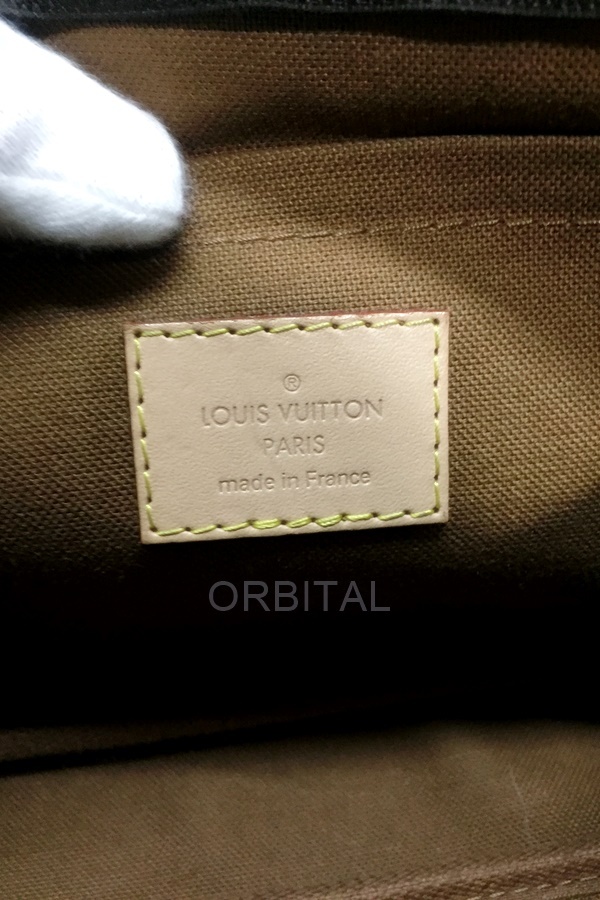 ®
LOUIS VUITTON
PARIS
made in France
ORBITAL